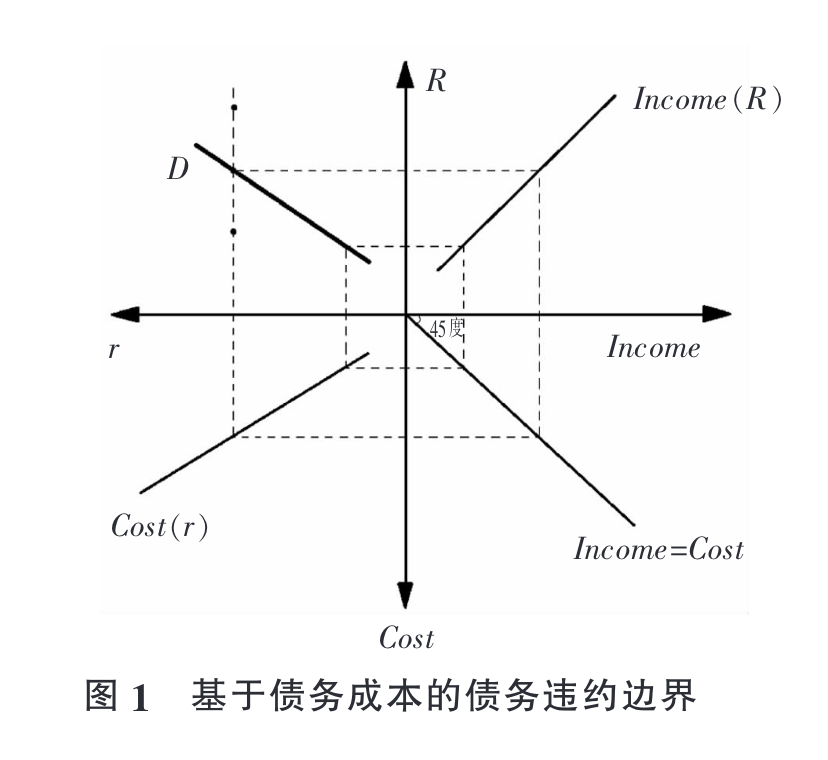 R
Income(R)
D
45度
r
Income
Cost(r)
Income=Cost
Cost
图 1 基于债务成本的债务违约边界